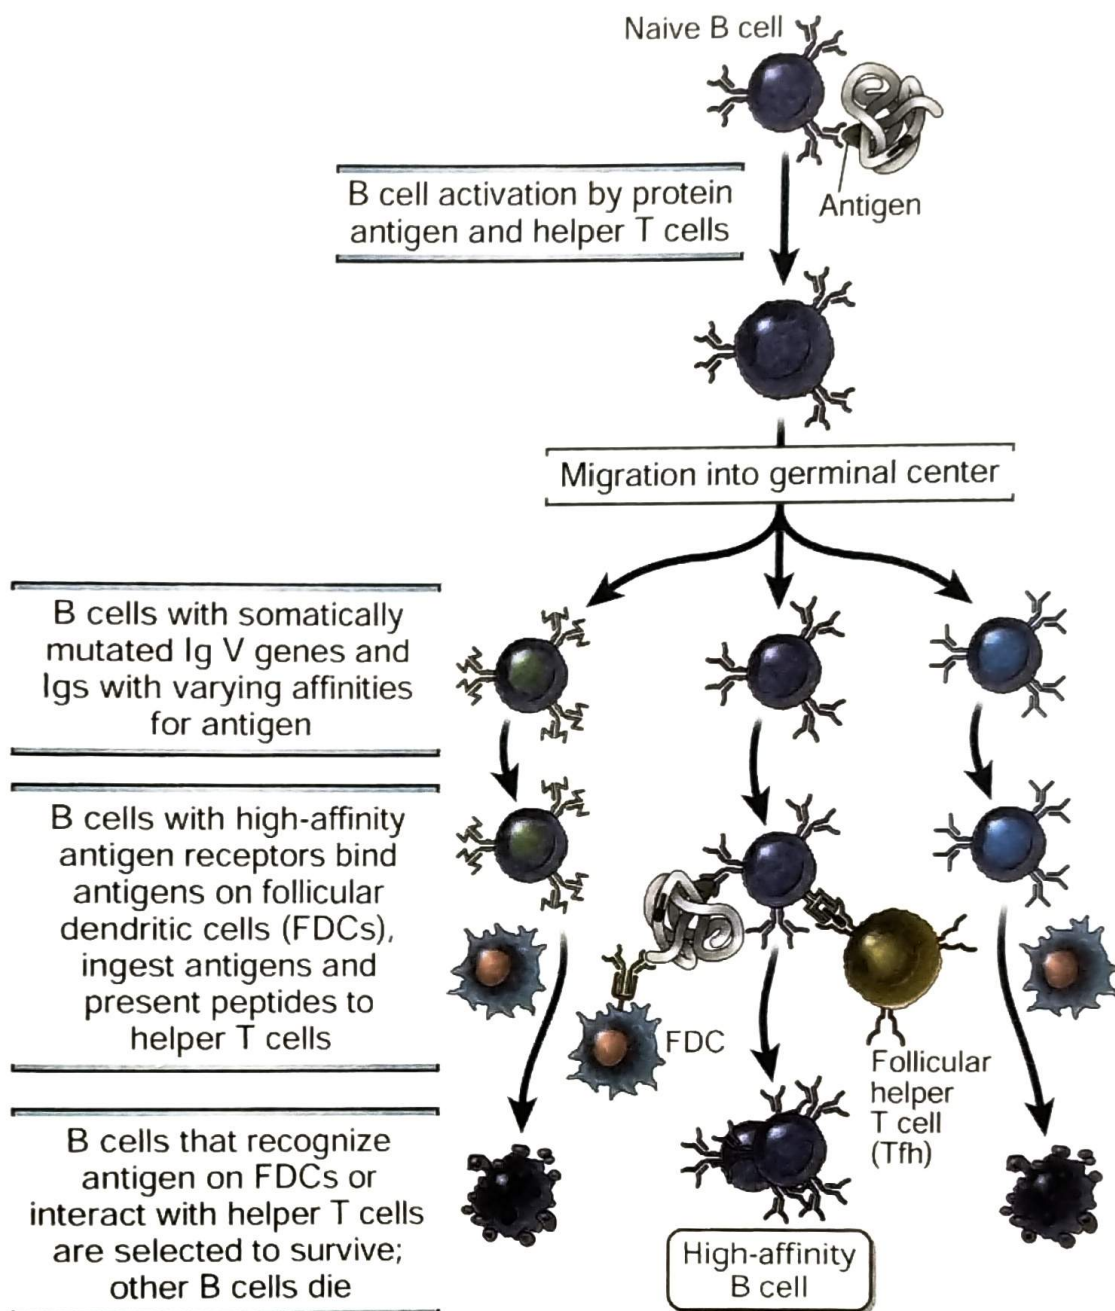 Naive B cell
Antigen
B cell activation by protein
antigen and helper T cells
Migration into germinal center
B cells with somatically
mutated Ig V genes and
Igs with varying affinities
for antigen
B cells with high-affinity
antigen receptors bind
antigens on follicular
dendritic cells (FDCs),
ingest antigens and
present peptides to
helper T cells
FDC
Follicular
helper
T cell
(Tfh)
B cells that recognize
antigen on FDCs or
interact with helper T cells
are selected to survive;
other B cells die
High-affinity
B cell